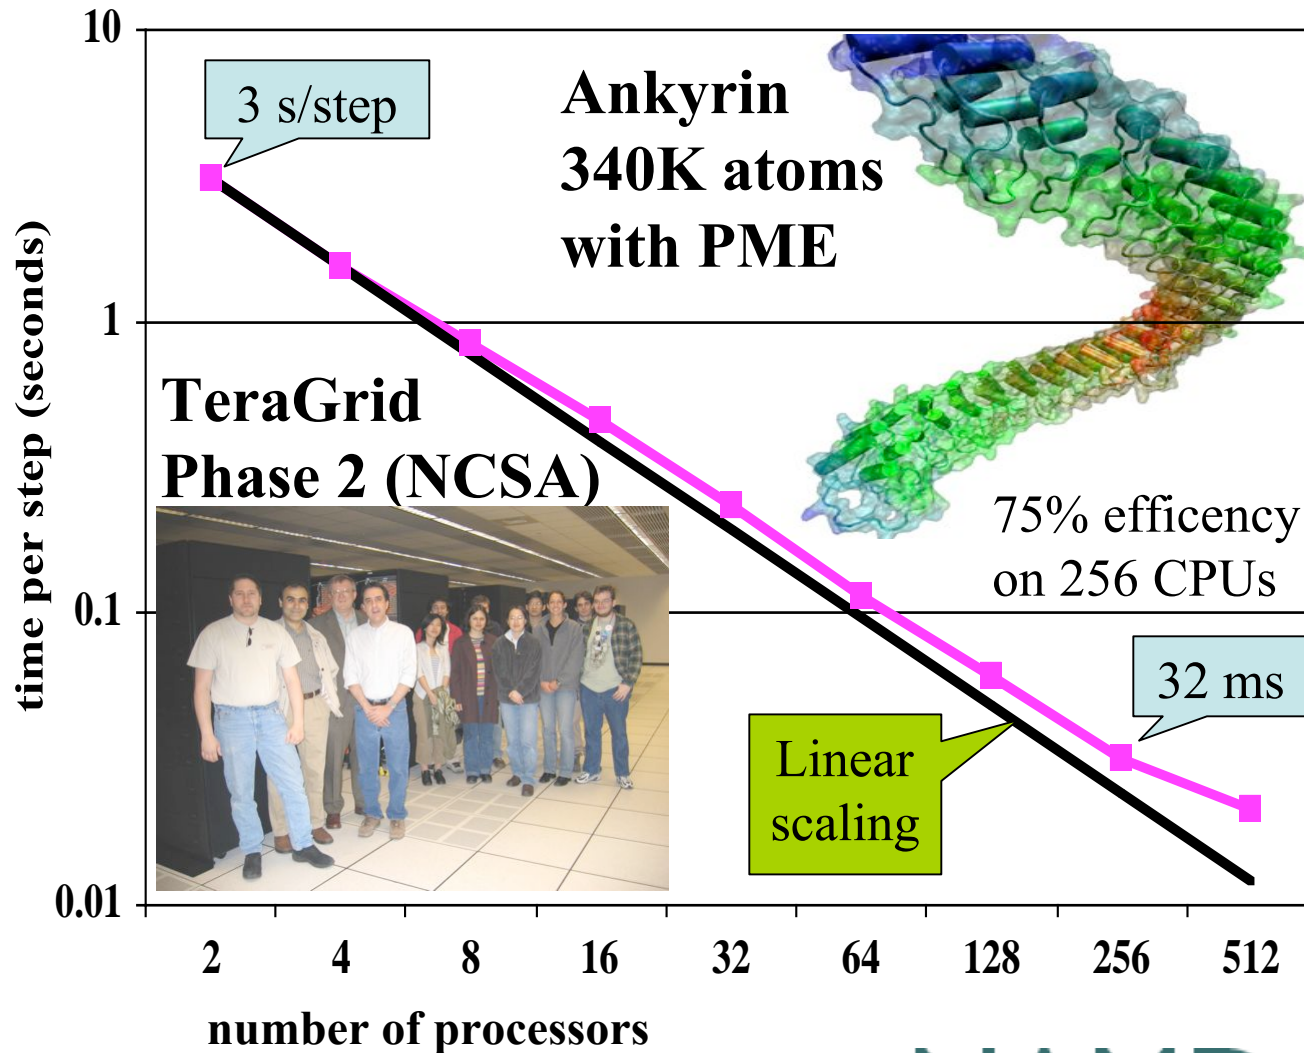 10
3 s/step
Ankyrin
340K atoms
with PME
time per step (seconds)
1
TeraGrid
Phase 2 (NCSA)
75% efficency
on 256 CPUs
0.1
32 ms
Linear
scaling
0.01
2 4 8 16 32 64 128 256 512
number of processors